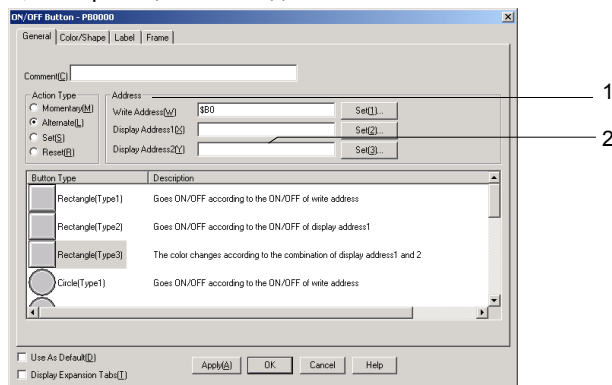 ON/OFF Button - PB0000
General Color/Shape Label Frame
Comment(C)
Action Type Address
Momentary(M) Write Address(W) $B0 Set(1)...
Alternate(L) Display Address1(X) Set(2)...
Set(S) Display Address2(Y) Set(3)...
Reset(R)
1
2
Button Type Description
Rectangle(Type1) Goes ON/OFF according to the ON/OFF of write address
Rectangle(Type2) Goes ON/OFF according to the ON/OFF of display address1
Rectangle(Type3) The color changes according to the combination of display address1 and 2
Circle(Type1) Goes ON/OFF according to the ON/OFF of write address
Use As Default(D)
Display Expansion Tabs(T)
Apply(A) OK Cancel Help